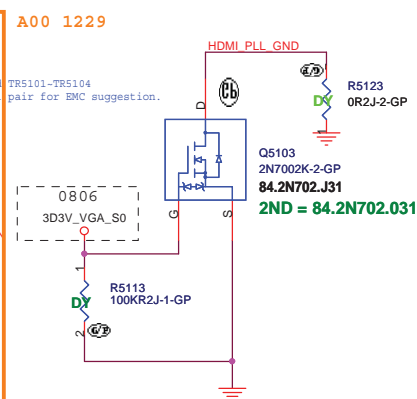 A00 1229
HDMI_PLL_GND
TR5101-TR5104
pair for EMC suggestion.
DY
R5123
0R2J-2-GP
1
D
Q5103
2N7002K-2-GP
84.2N702.J31
2ND = 84.2N702.031
0806
3D3V_VGA_S0
G
S
1
R5113
100KR2J-1-GP
DY
2
G/P